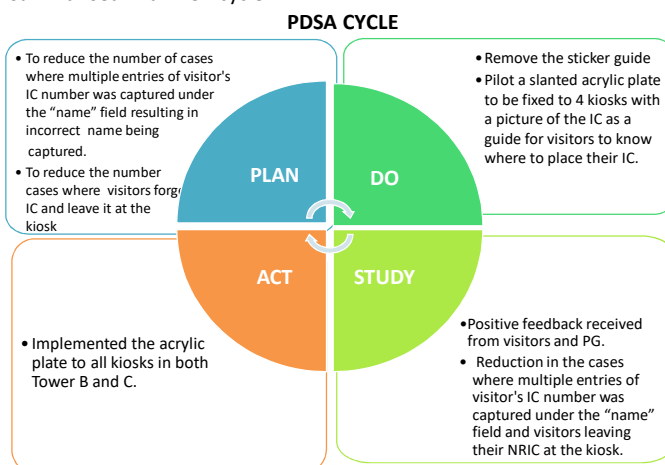 PDSA CYCLE
• To reduce the number of cases
where multiple entries of visitor's
IC number was captured under
the “name” field resulting in
incorrect name being
captured.
• To reduce the number
cases where visitors forg
IC and leave it at the
kiosk
PLAN
• Remove the sticker guide
• Pilot a slanted acrylic plate
to be fixed to 4 kiosks with
a picture of the IC as a
guide for visitors to know
where to place their IC.
DO
ACT
• Implemented the acrylic
plate to all kiosks in both
Tower B and C.
STUDY
•Positive feedback received
from visitors and PG.
• Reduction in the cases
where multiple entries of
visitor's IC number was
captured under the “name”
field and visitors leaving
their NRIC at the kiosk.